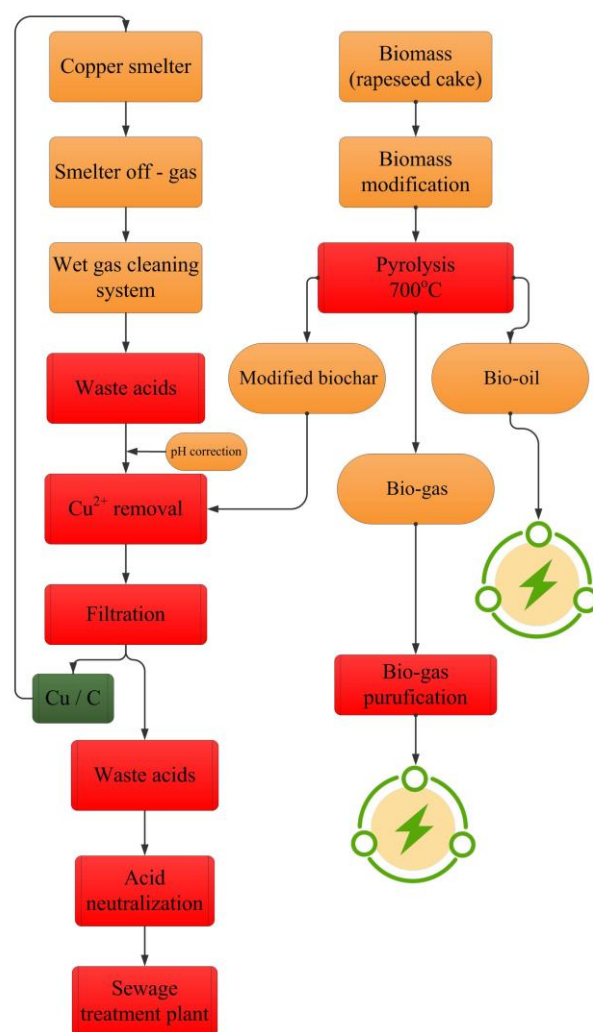 Copper smelter
Smelter off - gas
Wet gas cleaning
system
Waste acids
pH correction
Cu²⁺ removal
Filtration
Cu / C
Waste acids
Acid
neutralization
Sewage
treatment plant
Biomass
(rapeseed cake)
Biomass
modification
Pyrolysis
700°C
Modified biochar
Bio-oil
Bio-gas
Bio-gas
purufication